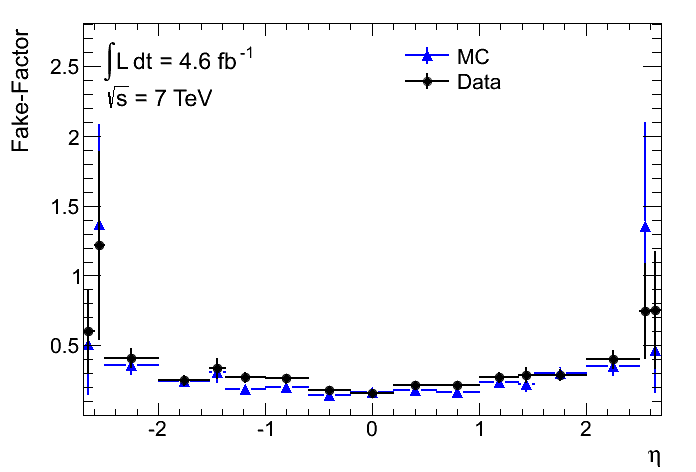 Fake-Factor
∫L dt = 4.6 fb⁻¹
√s = 7 TeV
MC
Data
2.5
2
1.5
1
0.5
-2 -1 0 1 2
η